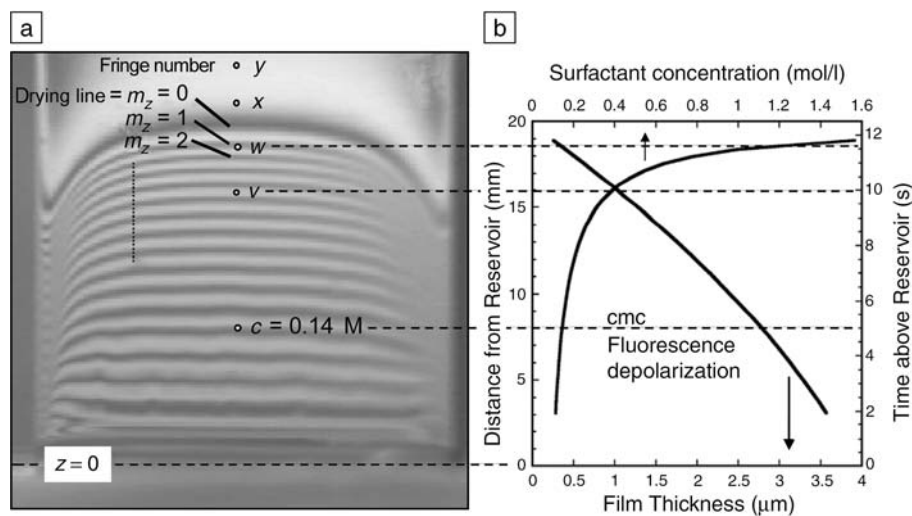 a
Fringe number
y
Drying line = m_z = 0
x
m_z = 1
m_z = 2
w
v
c = 0.14 M
z = 0
b
Surfactant concentration (mol/l)
0 0.2 0.4 0.6 0.8 1.0 1.2 1.4 1.6
20
15
10
5
0
Distance from Reservoir (mm)
cmc
Fluorescence
depolarization
12
10
8
6
4
2
0
Time above Reservoir (s)
0 0.5 1 1.5 2 2.5 3 3.5 4
Film Thickness (μm)